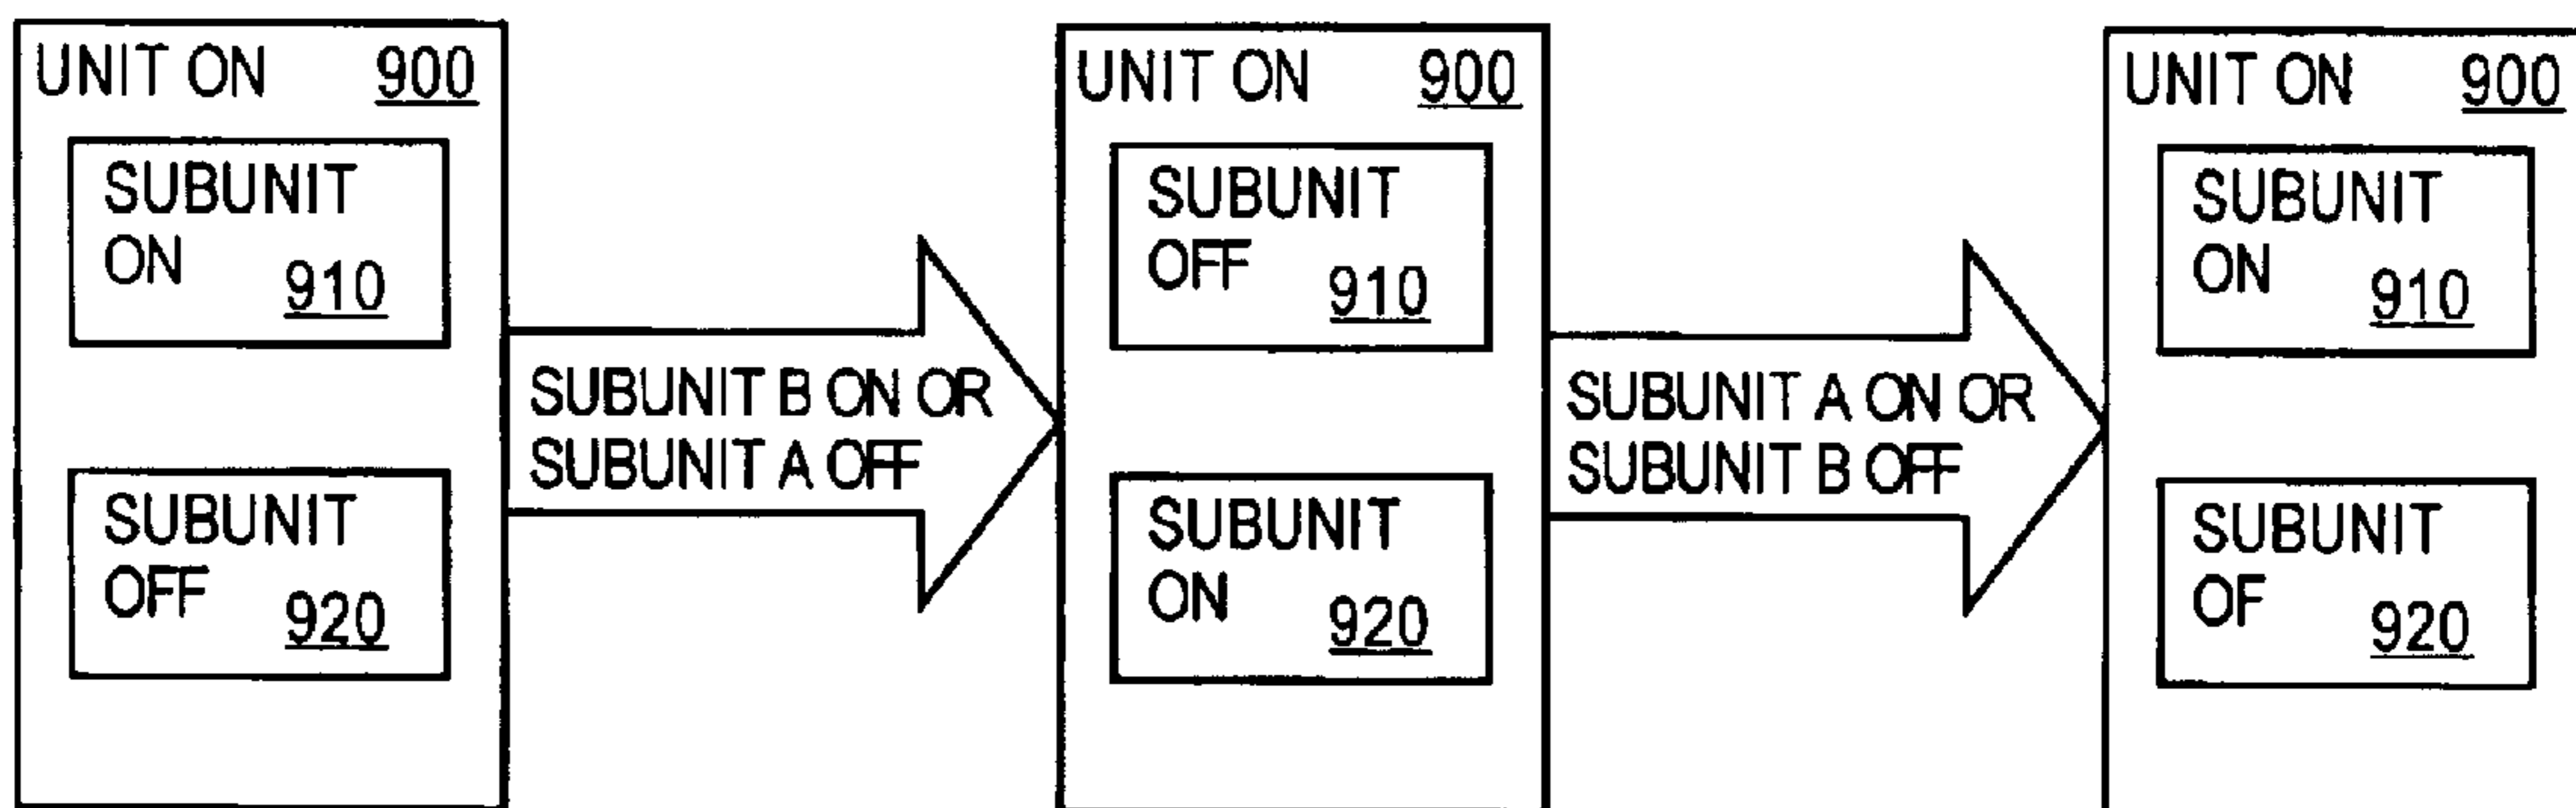 UNIT ON 900
SUBUNIT
ON 910
SUBUNIT
OFF 920
SUBUNIT B ON OR
SUBUNIT A OFF
UNIT ON 900
SUBUNIT
OFF 910
SUBUNIT
ON 920
SUBUNIT A ON OR
SUBUNIT B OFF
UNIT ON 900
SUBUNIT
ON 910
SUBUNIT
OF 920